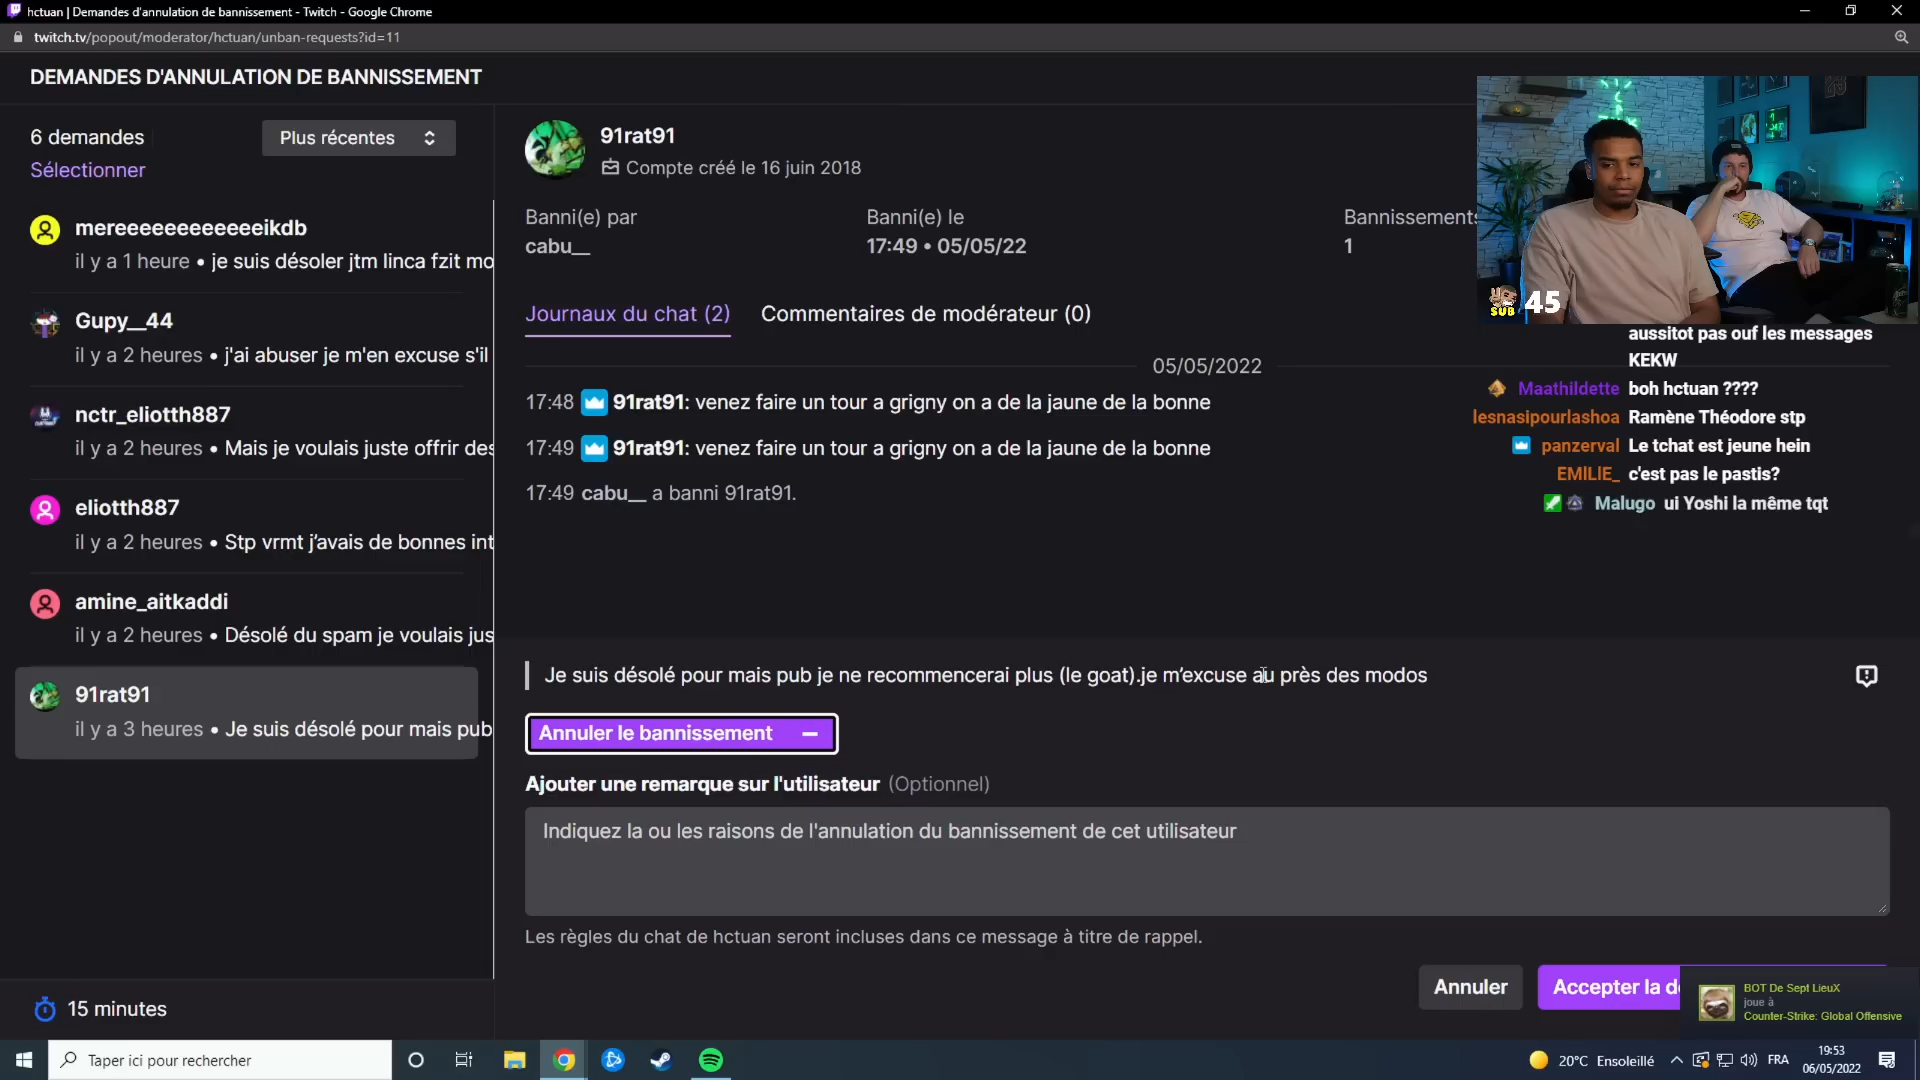 hctuan | Demandes d'annulation de bannissement - Twitch - Google Chrome
twitch.tv/popout/moderator/hctuan/unban-requests?id=11
DEMANDES D'ANNULATION DE BANNISSEMENT
6 demandes
Plus récentes
Sélectionner
mereeeeeeeeeeeeikdb
il y a 1 heure • je suis désoler jtm linca fzit mo
Gupy__44
il y a 2 heures • j'ai abuser je m'en excuse s'il
nctr_eliotth887
il y a 2 heures • Mais je voulais juste offrir des
eliotth887
il y a 2 heures • Stp vrmt j'avais de bonnes int
amine_aitkaddi
il y a 2 heures • Désolé du spam je voulais jus
91rat91
il y a 3 heures • Je suis désolé pour mais pub
15 minutes
91rat91
Compte créé le 16 juin 2018
Banni(e) par
cabu__
Banni(e) le
17:49 • 05/05/22
Bannissements
1
Journaux du chat (2)
Commentaires de modérateur (0)
05/05/2022
17:48 91rat91: venez faire un tour a grigny on a de la jaune de la bonne
17:49 91rat91: venez faire un tour a grigny on a de la jaune de la bonne
17:49 cabu__ a banni 91rat91.
SUB 45
23
aussitot pas ouf les messages
KEKW
Maathildette boh hctuan ????
lesnasipourlashoa Ramène Théodore stp
panzerval Le tchat est jeune hein
EMILIE_ c'est pas le pastis?
Malugo ui Yoshi la même tqt
Je suis désolé pour mais pub je ne recommencerai plus (le goat).je m'excuse au près des modos
Annuler le bannissement
Ajouter une remarque sur l'utilisateur (Optionnel)
Indiquez la ou les raisons de l'annulation du bannissement de cet utilisateur
Les règles du chat de hctuan seront incluses dans ce message à titre de rappel.
Annuler
Accepter la d
BOT De Sept LieuX
joue à
Counter-Strike: Global Offensive
Taper ici pour rechercher
20°C Ensoleillé
FRA
19:53
06/05/2022